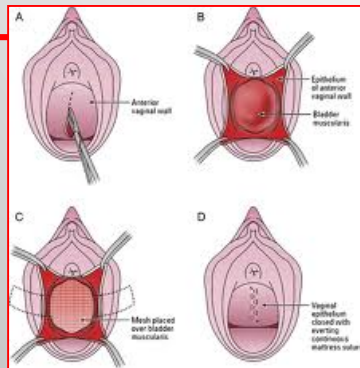 A
Anterior
vaginal wall
B
Epithelium
of anterior
vaginal wall
Bladder
muscularis
C
Mesh placed
over bladder
muscularis
D
Vaginal
epithelium
closed with
everting
continuous
mattress suture